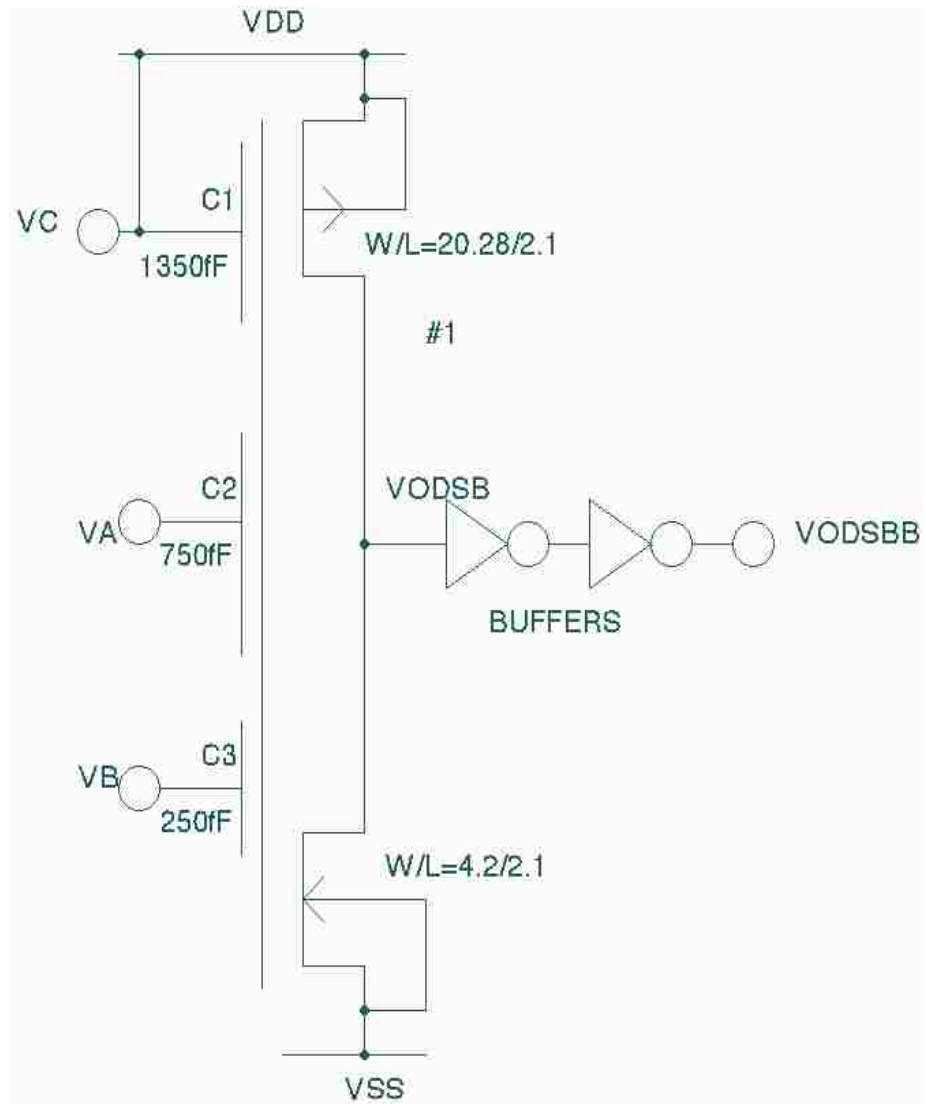 VDD
C1
VC
1350fF
W/L=20.28/2.1
#1
C2
VODSB
VA
750fF
VODSBB
BUFFERS
C3
VB
250fF
W/L=4.2/2.1
VSS